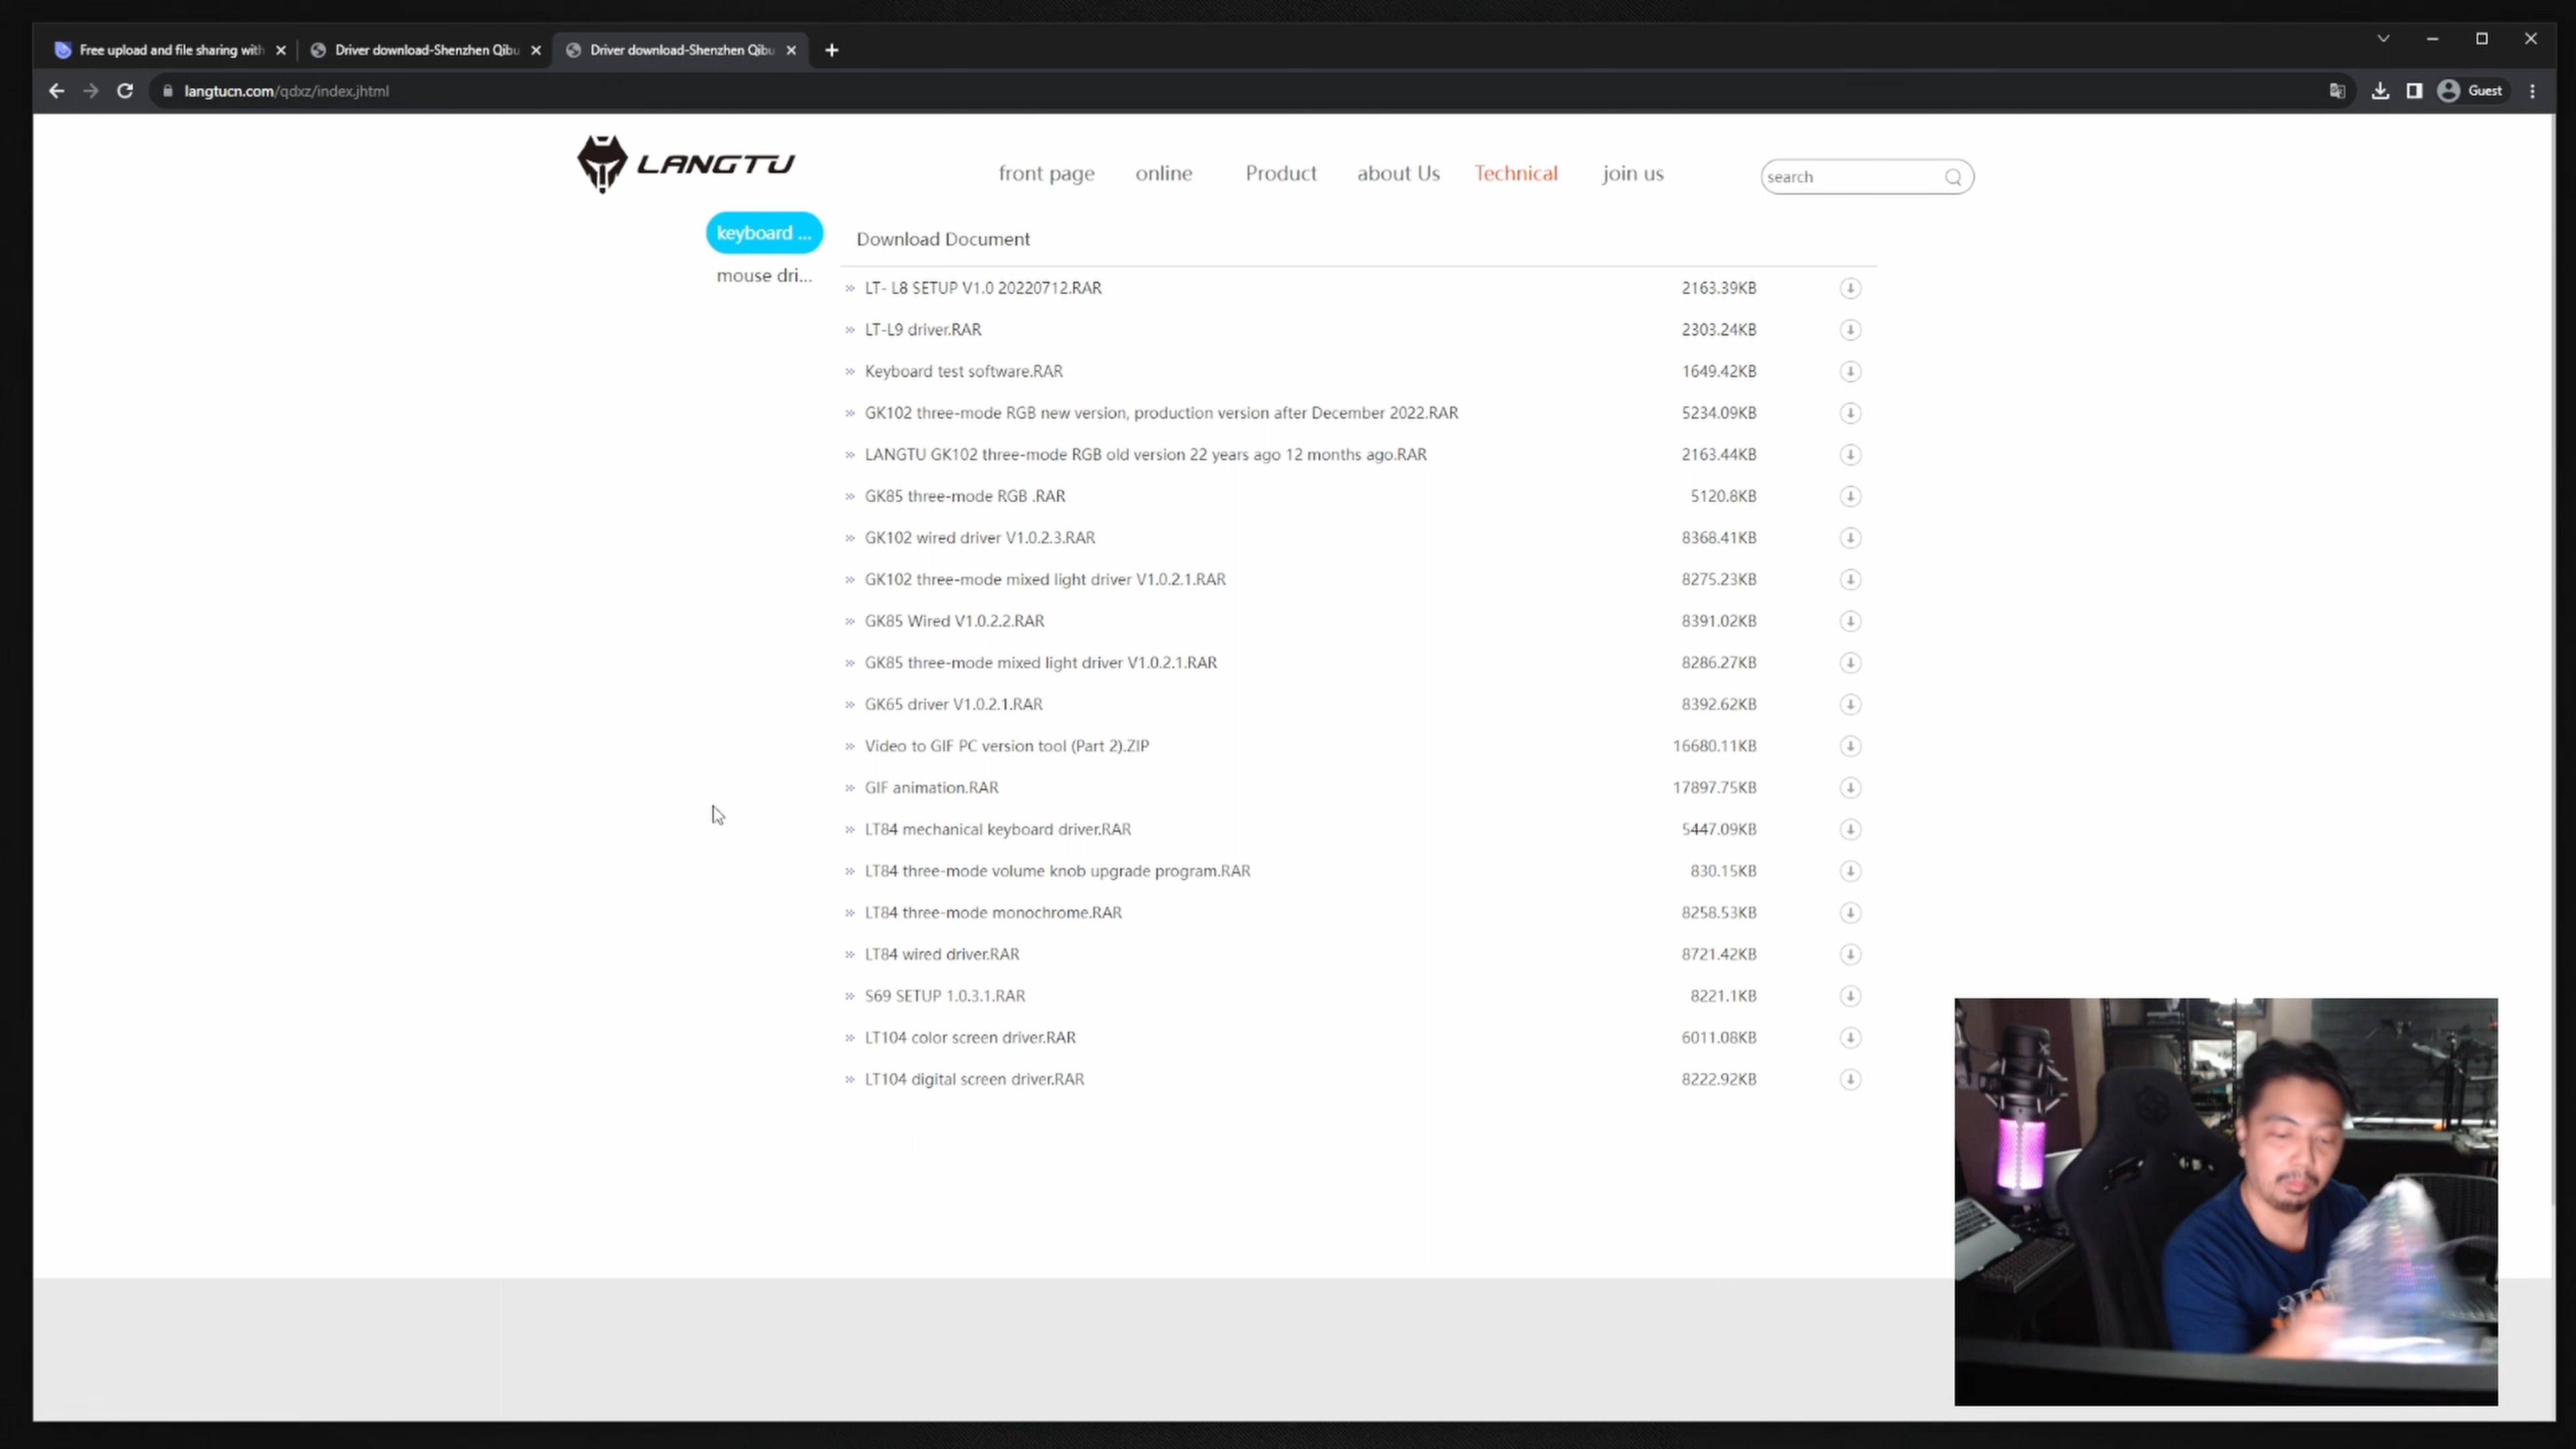 Free upload and file sharing with
Driver download-Shenzhen Qibu
Driver download-Shenzhen Qibu
langtucn.com/qdxz/index.jhtml
Guest
LANGTU
front page
online
Product
about Us
Technical
join us
search
keyboard ...
mouse dri...
Download Document
LT- L8 SETUP V1.0 20220712.RAR 2163.39KB
LT-L9 driver.RAR 2303.24KB
Keyboard test software.RAR 1649.42KB
GK102 three-mode RGB new version, production version after December 2022.RAR 5234.09KB
LANGTU GK102 three-mode RGB old version 22 years ago 12 months ago.RAR 2163.44KB
GK85 three-mode RGB .RAR 5120.8KB
GK102 wired driver V1.0.2.3.RAR 8368.41KB
GK102 three-mode mixed light driver V1.0.2.1.RAR 8275.23KB
GK85 Wired V1.0.2.2.RAR 8391.02KB
GK85 three-mode mixed light driver V1.0.2.1.RAR 8286.27KB
GK65 driver V1.0.2.1.RAR 8392.62KB
Video to GIF PC version tool (Part 2).ZIP 16680.11KB
GIF animation.RAR 17897.75KB
LT84 mechanical keyboard driver.RAR 5447.09KB
LT84 three-mode volume knob upgrade program.RAR 830.15KB
LT84 three-mode monochrome.RAR 8258.53KB
LT84 wired driver.RAR 8721.42KB
S69 SETUP 1.0.3.1.RAR 8221.1KB
LT104 color screen driver.RAR 6011.08KB
LT104 digital screen driver.RAR 8222.92KB